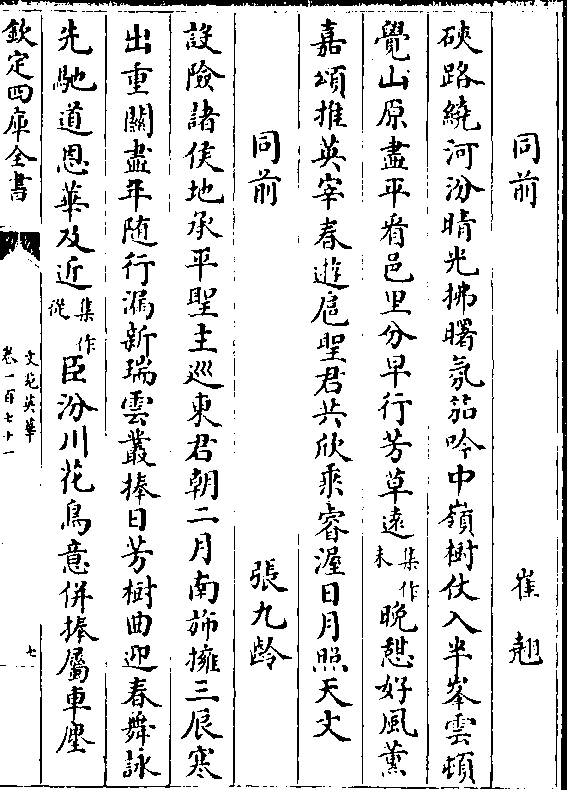 同前　崔翹
硤路繞河汾晴光拂曙氛笳吟中嶺樹仗入半峯雲頓
覺山原盡平看邑里分早行芳草遠集作未晚憇好風薰
嘉頌推英宰春遊扈聖君共欣承睿渥日月照天文
同前　張九齡
設險諸侯地承平聖主巡東君朝二月南斾擁三辰寒
出重關盡年随行漏新瑞雲叢捧日芳樹曲迎春舞詠
先馳道恩華及近集作從臣汾川花鳥意併捧屬車塵
欽定四庫全書
文苑英華
卷一百七十一
七